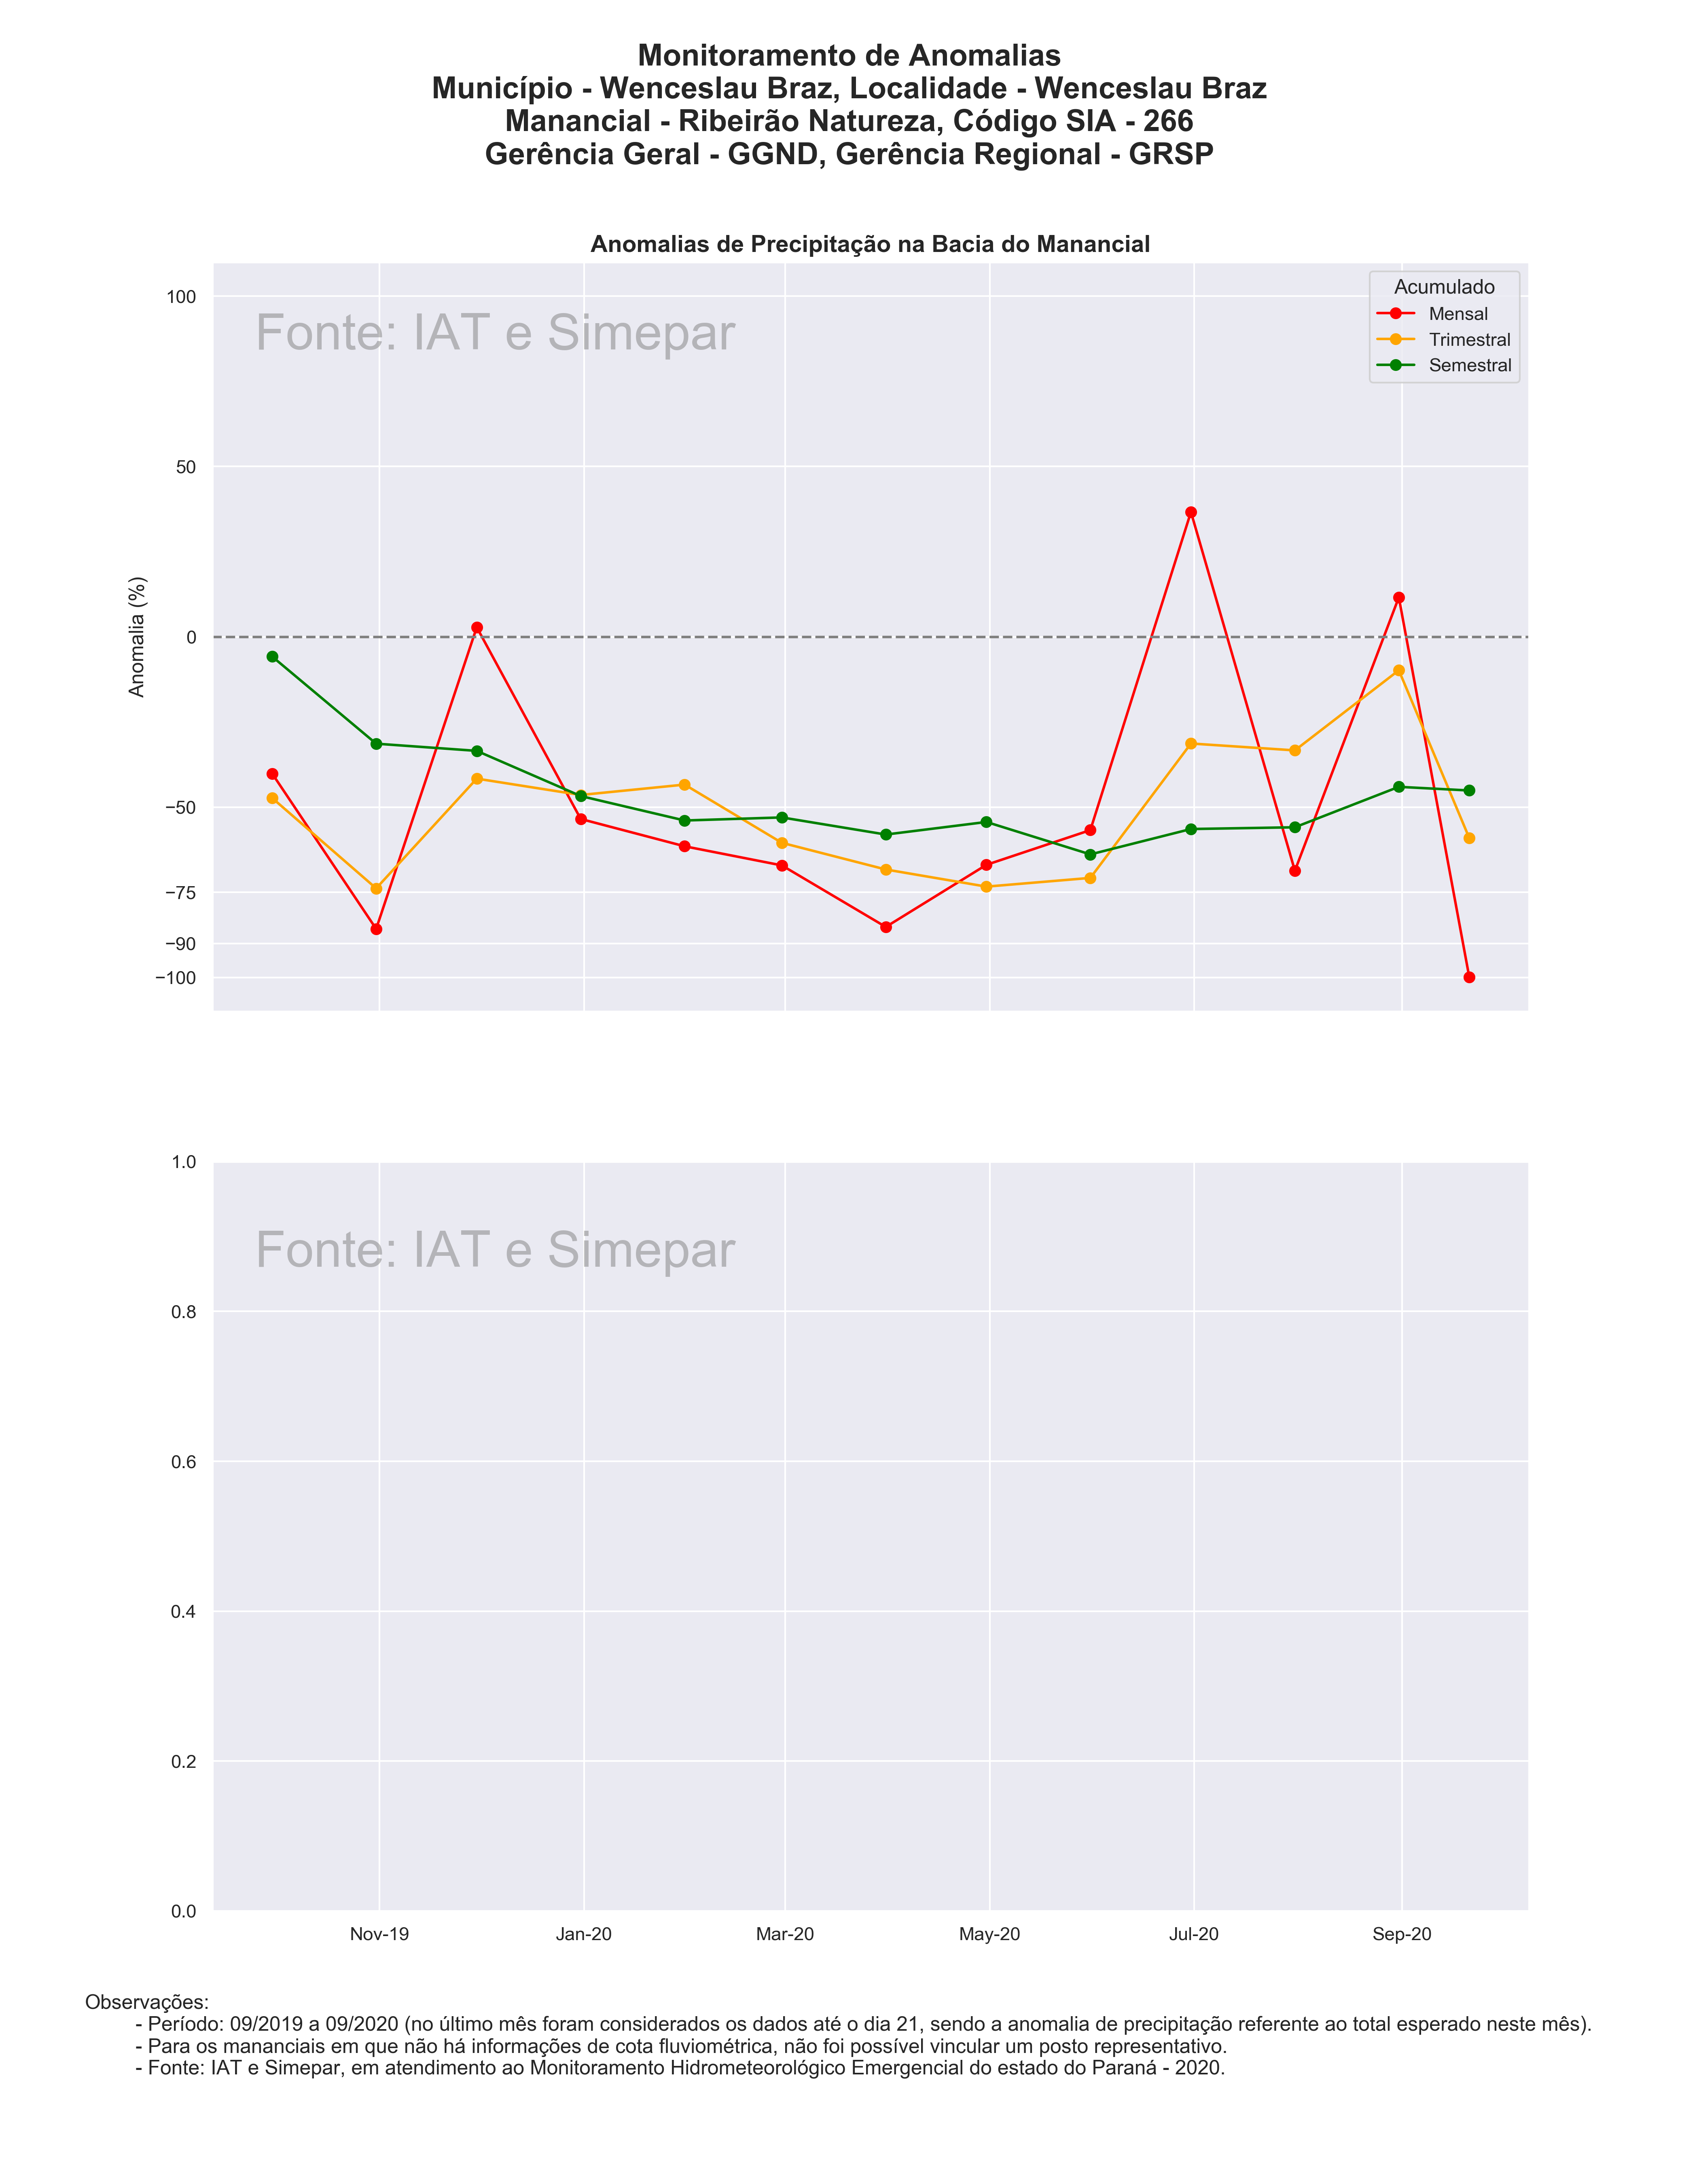 Monitoramento de Anomalias
Município - Wenceslau Braz, Localidade - Wenceslau Braz
Manancial - Ribeirão Natureza, Código SIA - 266
Gerência Geral - GGND, Gerência Regional - GRSP
Anomalias de Precipitação na Bacia do Manancial
Fonte: IAT e Simepar
Acumulado
Mensal
Trimestral
Semestral
Anomalia (%)
100
50
0
−50
−75
−90
−100
Fonte: IAT e Simepar
1.0
0.8
0.6
0.4
0.2
0.0
Nov-19 Jan-20 Mar-20 May-20 Jul-20 Sep-20
Observações:
- Período: 09/2019 a 09/2020 (no último mês foram considerados os dados até o dia 21, sendo a anomalia de precipitação referente ao total esperado neste mês).
- Para os mananciais em que não há informações de cota fluviométrica, não foi possível vincular um posto representativo.
- Fonte: IAT e Simepar, em atendimento ao Monitoramento Hidrometeorológico Emergencial do estado do Paraná - 2020.